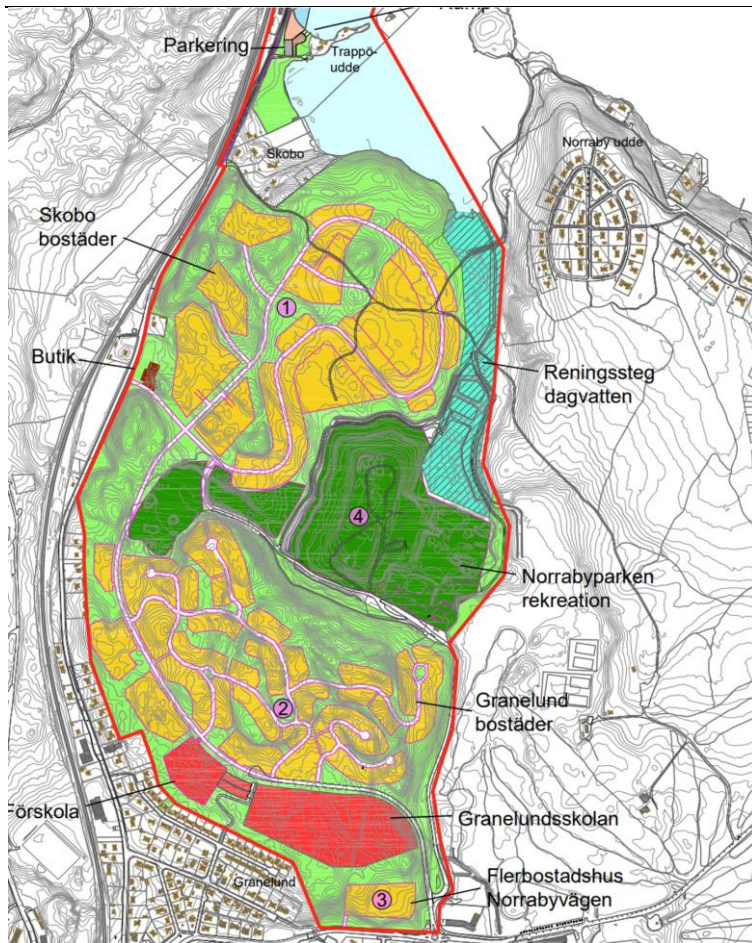 Parkering
Trappö-
udde
Skobo
Norraby udde
Skobo
bostäder
1
Butik
Reningssteg
dagvatten
4
Norrabyparken
rekreation
2
Granelund
bostäder
Förskola
Granelundsskolan
Granelund
3
Flerbostadshus
Norrabyvägen